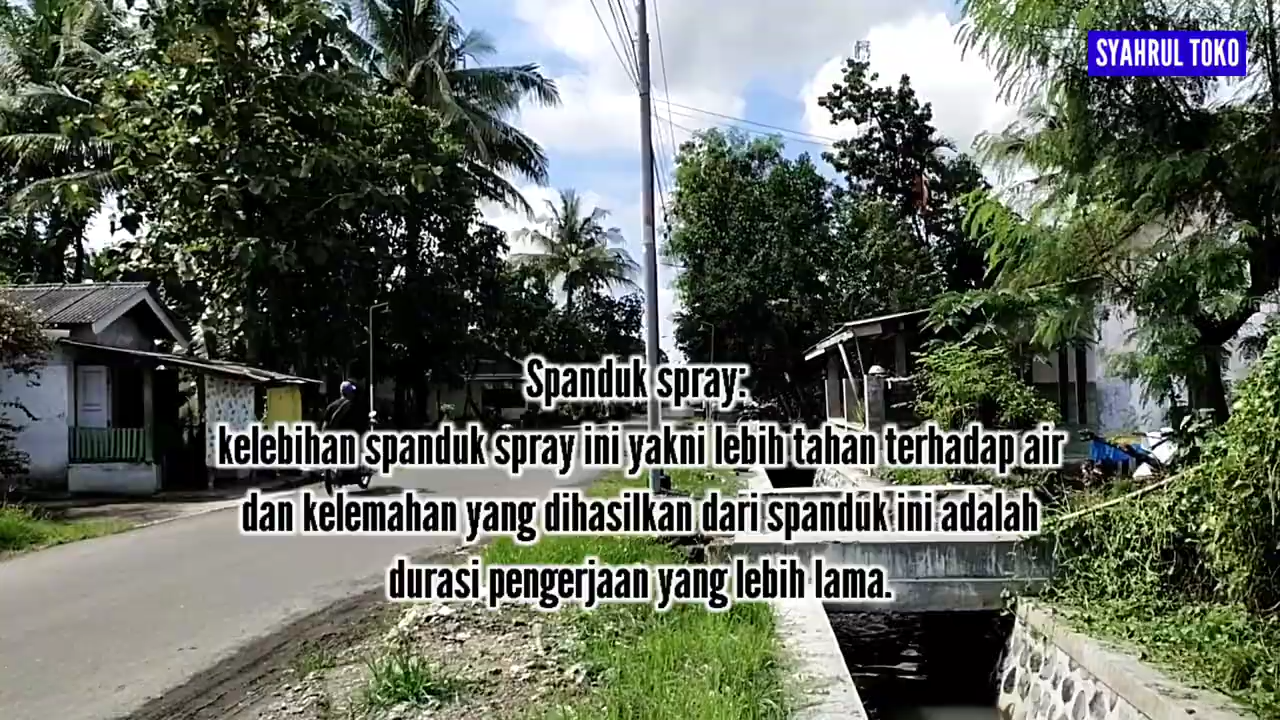 SYAHRUL TOKO
Spanduk spray:
kelebihan spanduk spray ini yakni lebih tahan terhadap air
dan kelemahan yang dihasilkan dari spanduk ini adalah
durasi pengerjaan yang lebih lama.